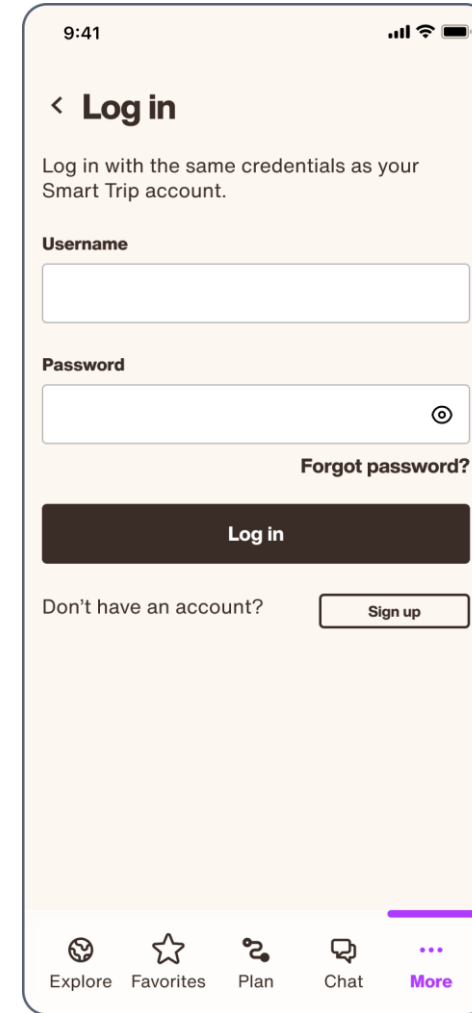 9:41
Log in
Log in with the same credentials as your
Smart Trip account.
Username
Password
Forgot password?
Log in
Don’t have an account?
Sign up
Explore Favorites Plan Chat More